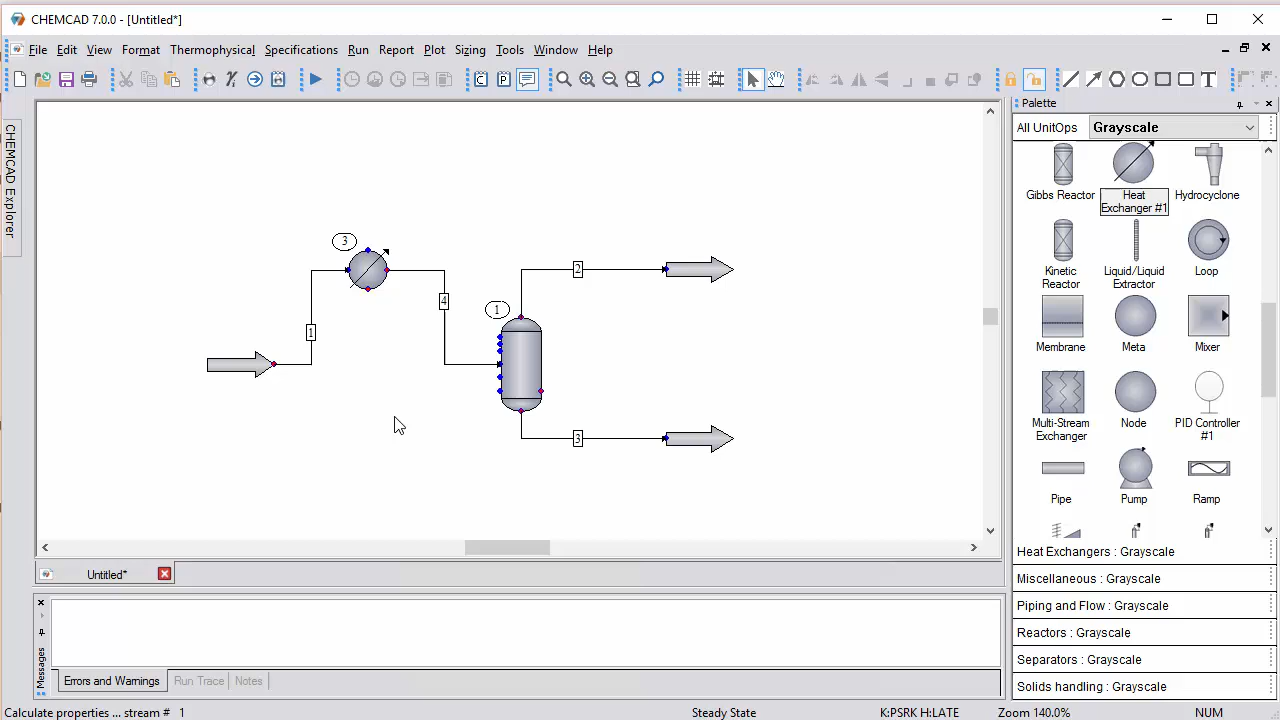 CHEMCAD 7.0.0 - [Untitled*]
File Edit View Format Thermophysical Specifications Run Report Plot Sizing Tools Window Help
CHEMCAD Explorer
Palette
All UnitOps Grayscale
Gibbs Reactor
Heat
Exchanger #1
Hydrocyclone
Kinetic
Reactor
Liquid/Liquid
Extractor
Loop
Membrane
Meta
Mixer
Multi-Stream
Exchanger
Node
PID Controller
#1
Pipe
Pump
Ramp
Heat Exchangers : Grayscale
Miscellaneous : Grayscale
Piping and Flow : Grayscale
Reactors : Grayscale
Separators : Grayscale
Solids handling : Grayscale
3
1
4
1
2
3
Untitled*
Messages
Errors and Warnings Run Trace Notes
Calculate properties ... stream # 1 Steady State K:PSRK H:LATE Zoom 140.0% NUM